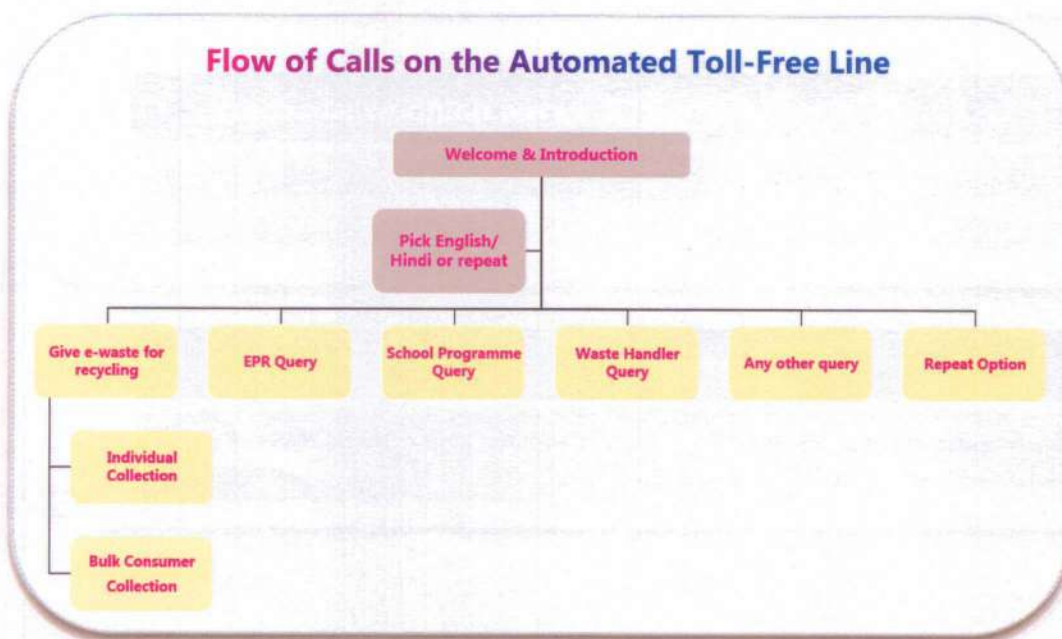 Flow of Calls on the Automated Toll-Free Line
Welcome & Introduction
Pick English/
Hindi or repeat
Give e-waste for
recycling
EPR Query
School Programme
Query
Waste Handler
Query
Any other query
Repeat Option
Individual
Collection
Bulk Consumer
Collection